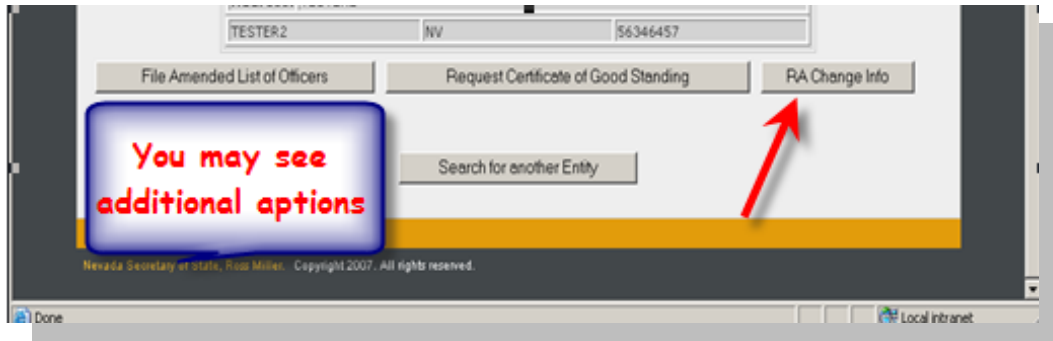 TESTER2 NV 56346457
File Amended List of Officers Request Certificate of Good Standing RA Change Info
You may see
additional aptions
Search for another Entity
Nevada Secretary of State, Ross Miller. Copyright 2007. All rights reserved.
Done Local intranet